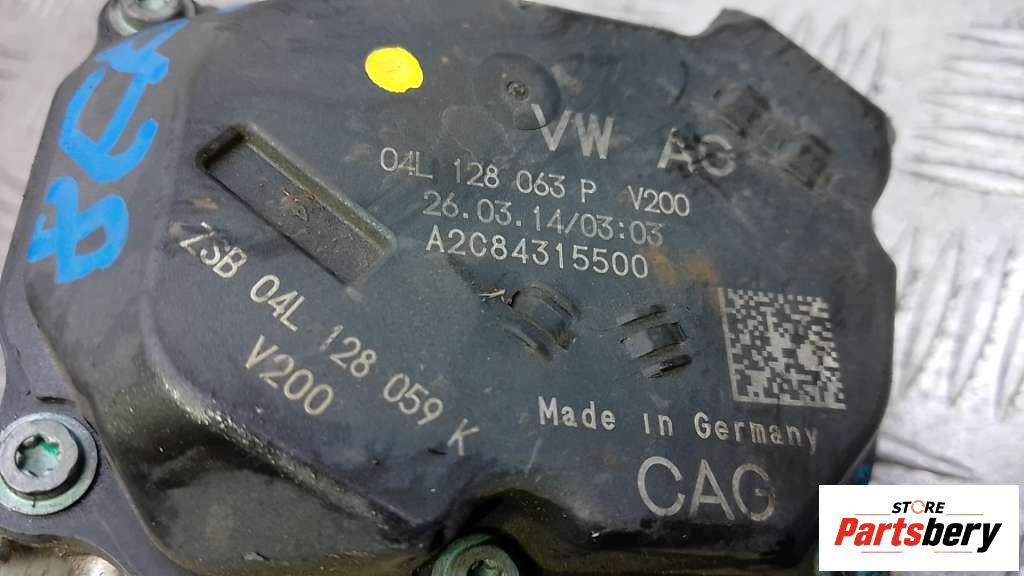 VW AG
04L 128 063 P V200
26.03.14/03:03
A2C84315500
ZSB 04L 128 059 K
V200
Made in Germany
CAG
STORE
Partsbery